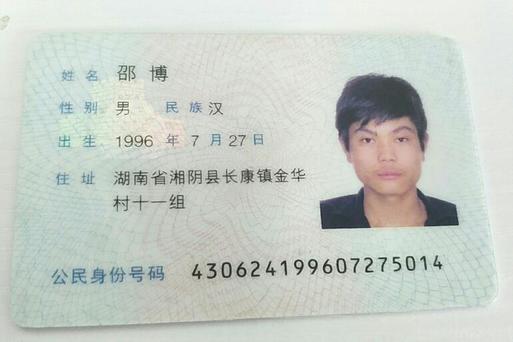 姓名 邵博
性别 男 民族 汉
出生 1996 年 7 月 27 日
住址 湖南省湘阴县长康镇金华
村十一组
公民身份号码 430624199607275014